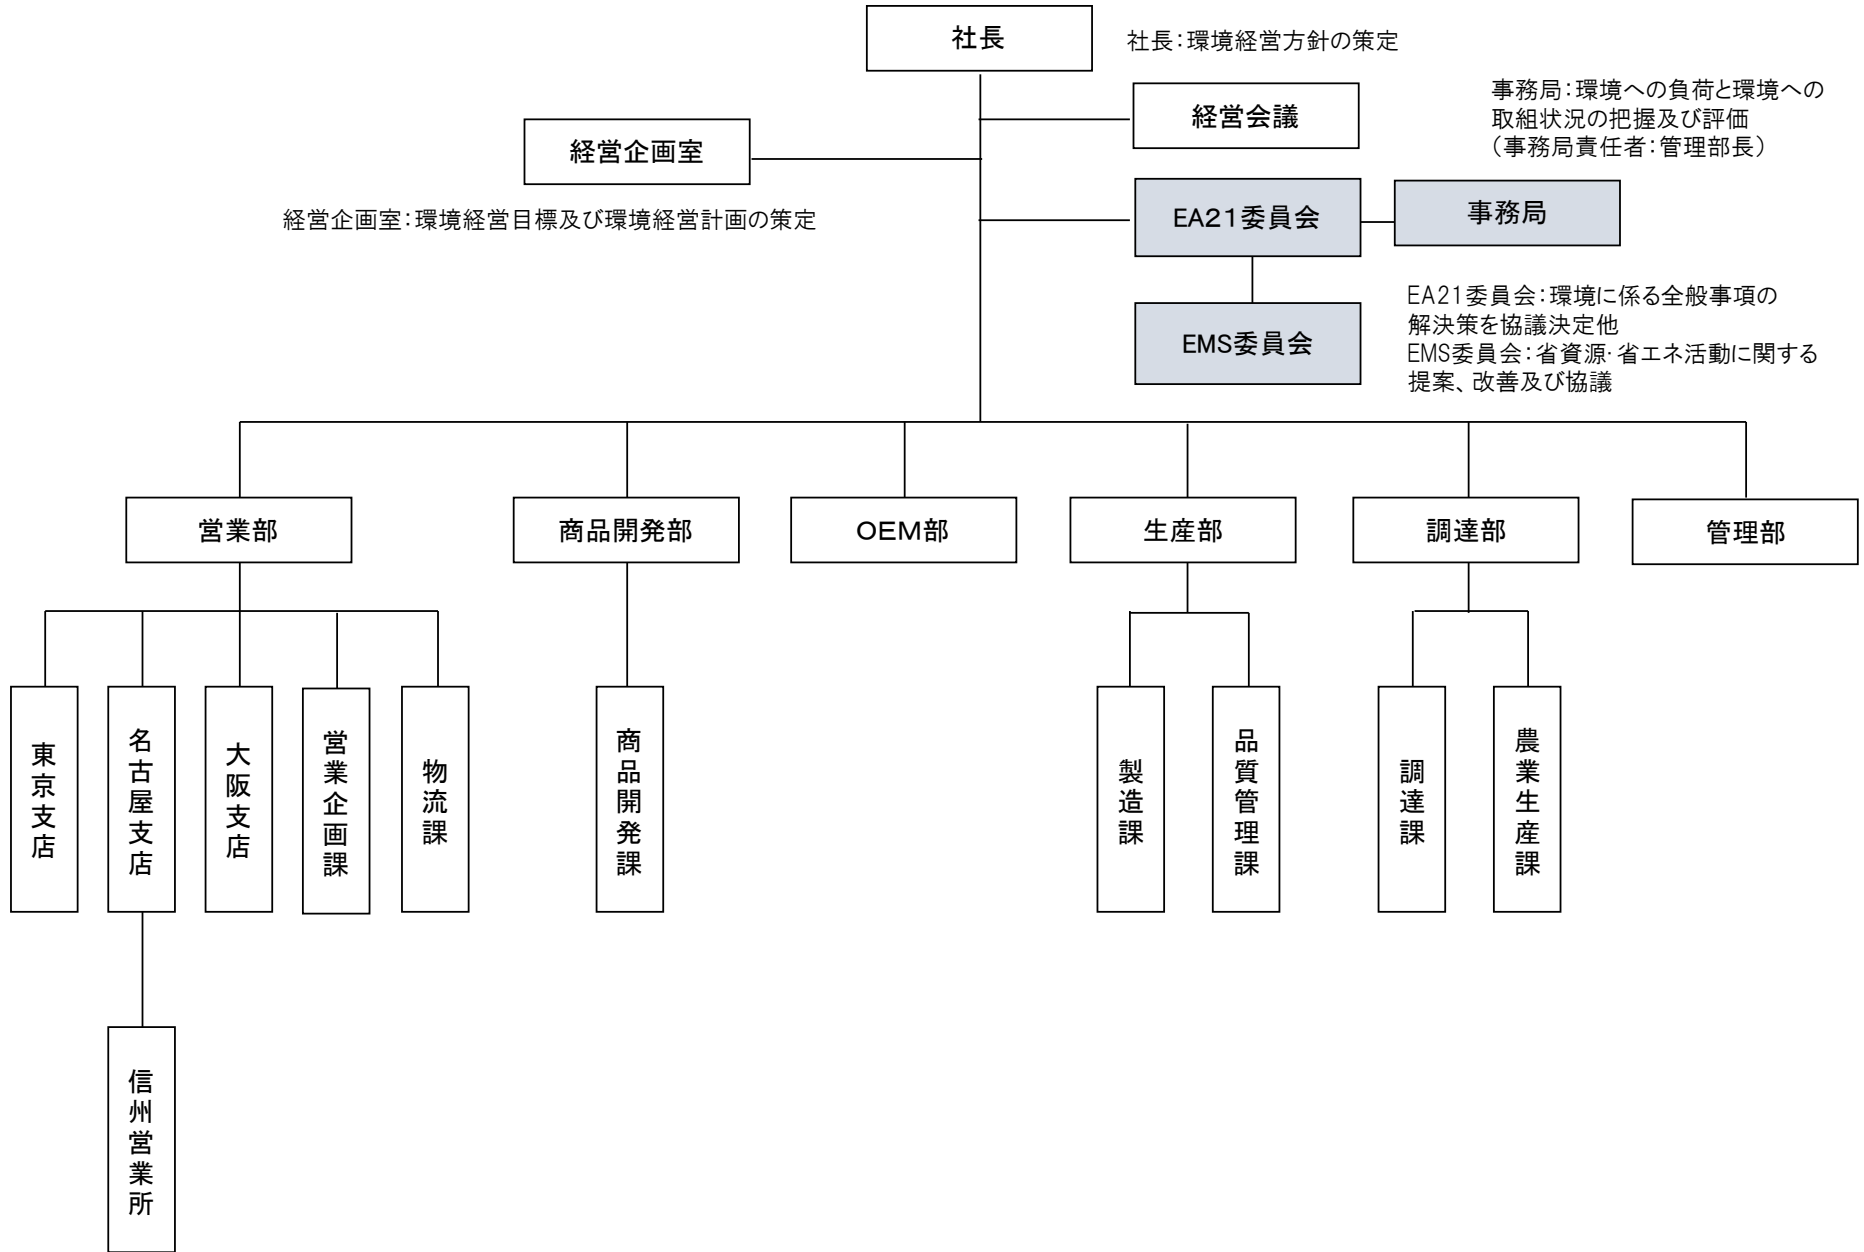 社長
社長：環境経営方針の策定
経営会議
事務局：環境への負荷と環境への
取組状況の把握及び評価
（事務局責任者：管理部長）
経営企画室
経営企画室：環境経営目標及び環境経営計画の策定
EA21委員会
事務局
EMS委員会
EA21委員会：環境に係る全般事項の
解決策を協議決定他
EMS委員会：省資源・省エネ活動に関する
提案、改善及び協議
営業部
商品開発部
OEM部
生産部
調達部
管理部
東京支店
名古屋支店
大阪支店
営業企画課
物流課
商品開発課
製造課
品質管理課
調達課
農業生産課
信州営業所